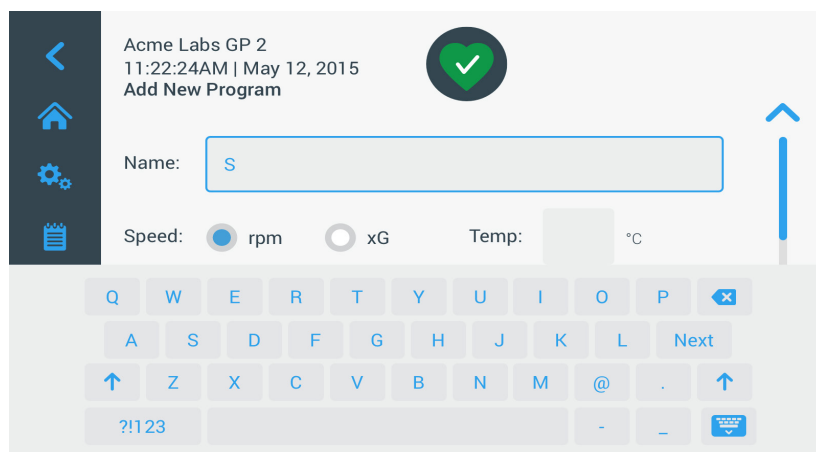 Acme Labs GP 2
11:22:24AM | May 12, 2015
Add New Program
Name: S
Speed: rpm xG Temp: °C
Q W E R T Y U I O P
A S D F G H J K L Next
Z X C V B N M @ .
?!123 - _